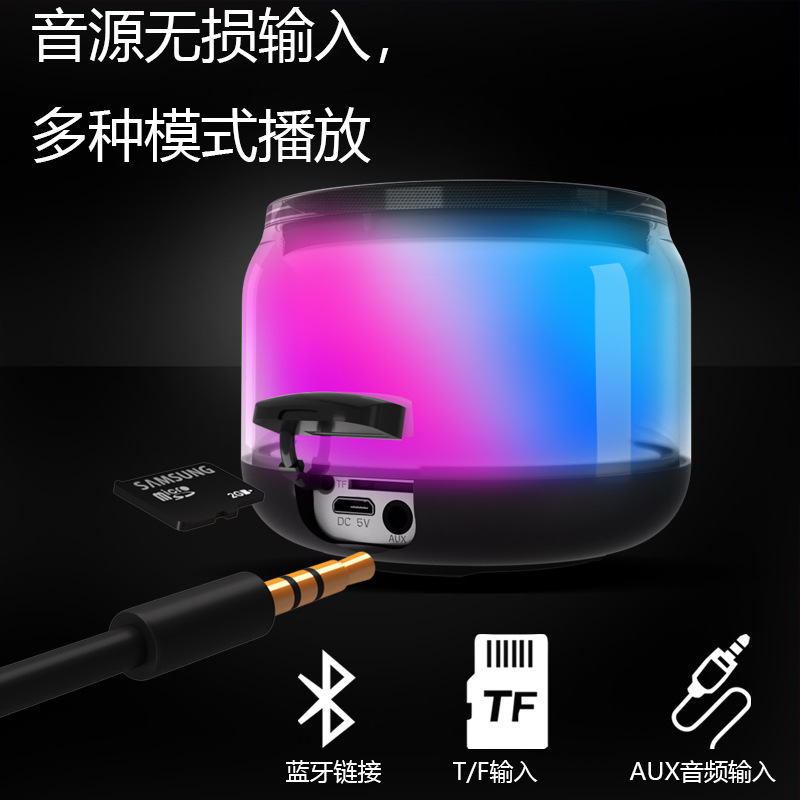 音源无损输入，
多种模式播放
SAMSUNG
micro
SD
2GB
TF
DC 5V
AUX
TF
蓝牙链接
T/F输入
AUX音频输入